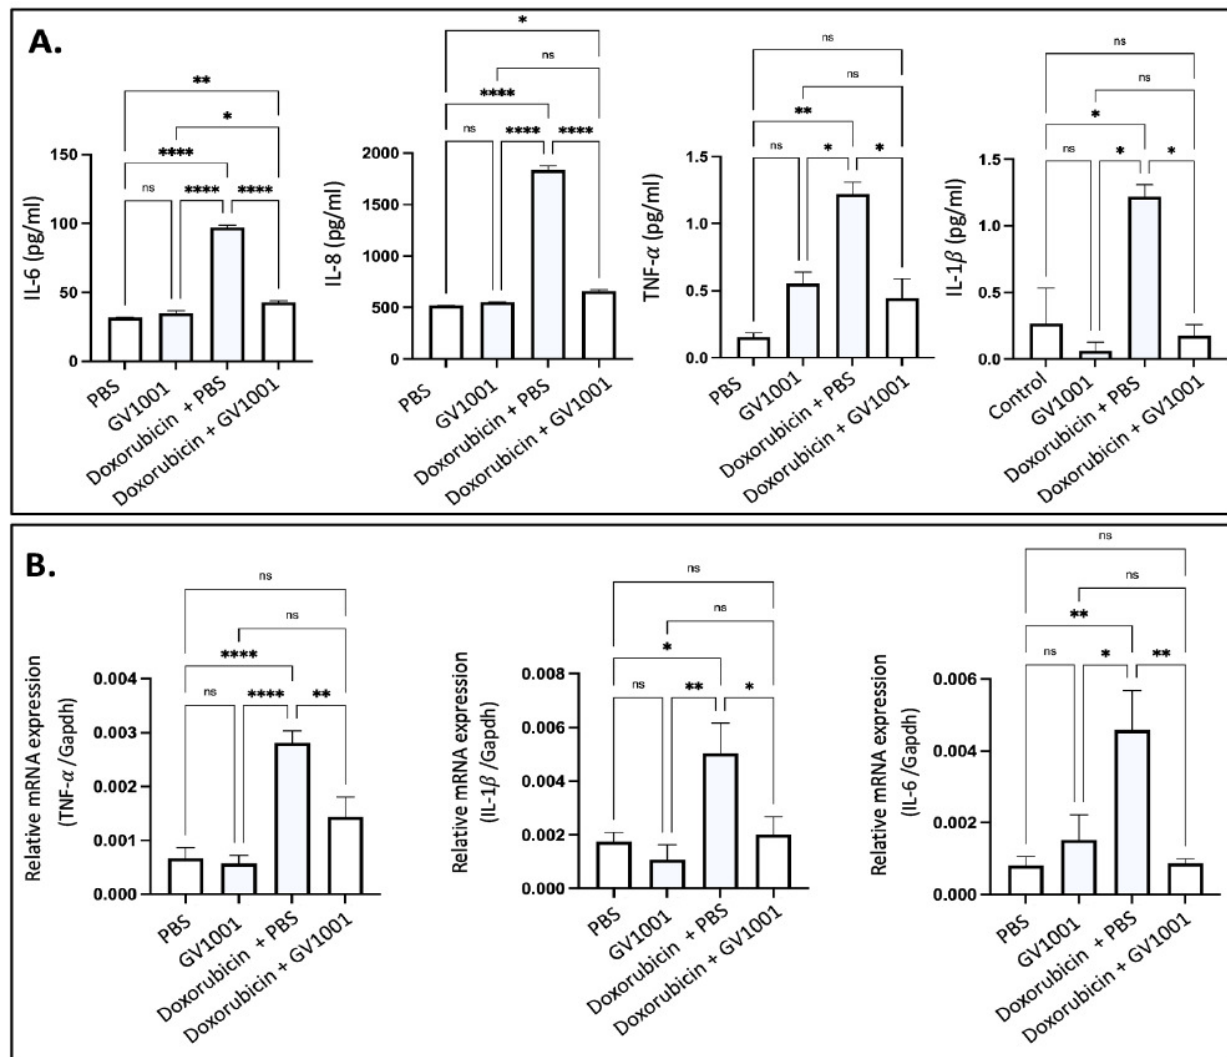 A.
**
*
****
ns
****
****
150
100
50
0
IL-6 (pg/ml)
PBS
GV1001
Doxorubicin + PBS
Doxorubicin + GV1001
*
ns
****
ns
****
****
2000
1500
1000
500
0
IL-8 (pg/ml)
PBS
GV1001
Doxorubicin + PBS
Doxorubicin + GV1001
ns
ns
**
ns
*
*
1.5
1.0
0.5
0.0
TNF-α (pg/ml)
PBS
GV1001
Doxorubicin + PBS
Doxorubicin + GV1001
ns
ns
*
ns
*
*
1.5
1.0
0.5
0.0
IL-1β (pg/ml)
Control
GV1001
Doxorubicin + PBS
Doxorubicin + GV1001
B.
ns
ns
****
ns
****
**
0.004
0.003
0.002
0.001
0.000
Relative mRNA expression
(TNF-α /Gapdh)
PBS
GV1001
Doxorubicin + PBS
Doxorubicin + GV1001
ns
ns
*
ns
**
*
0.008
0.006
0.004
0.002
0.000
Relative mRNA expression
(IL-1β /Gapdh)
PBS
GV1001
Doxorubicin + PBS
Doxorubicin + GV1001
ns
ns
**
ns
*
**
0.006
0.004
0.002
0.000
Relative mRNA expression
(IL-6 /Gapdh)
PBS
GV1001
Doxorubicin + PBS
Doxorubicin + GV1001